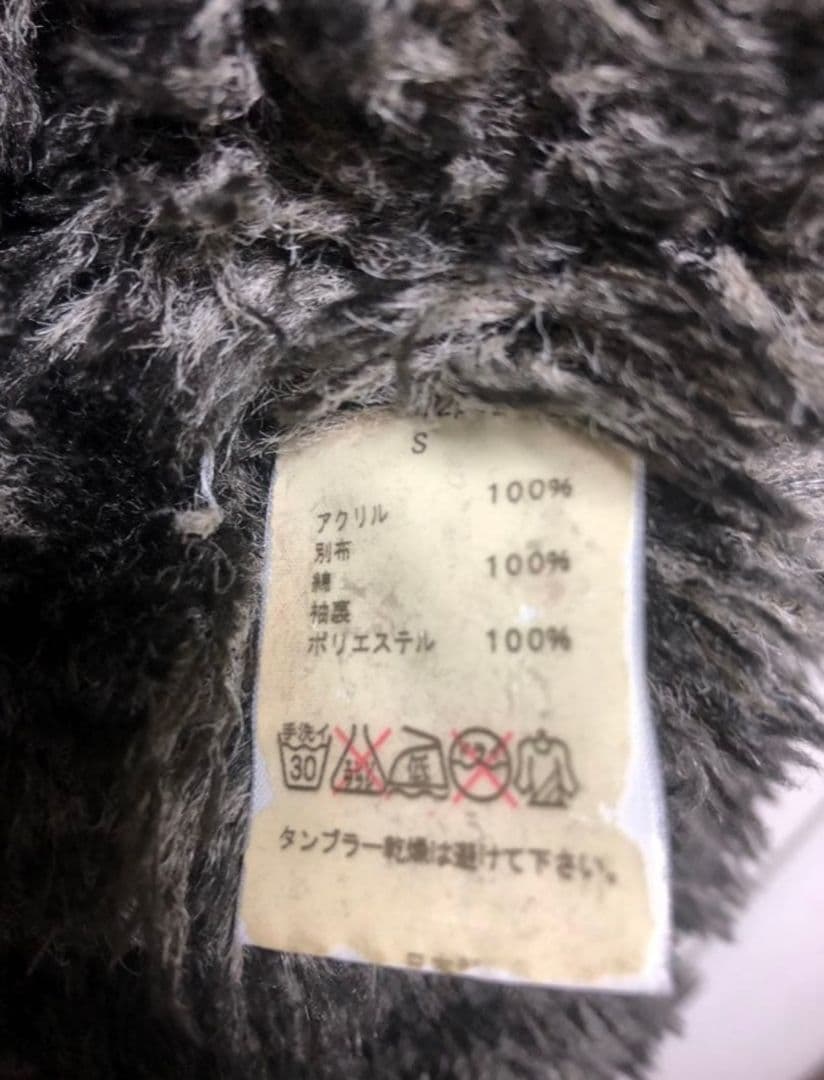 S
アクリル 100%
別布
綿 100%
袖裏
ポリエステル 100%
手洗イ
30 低
タンブラー乾燥は避けて下さい。